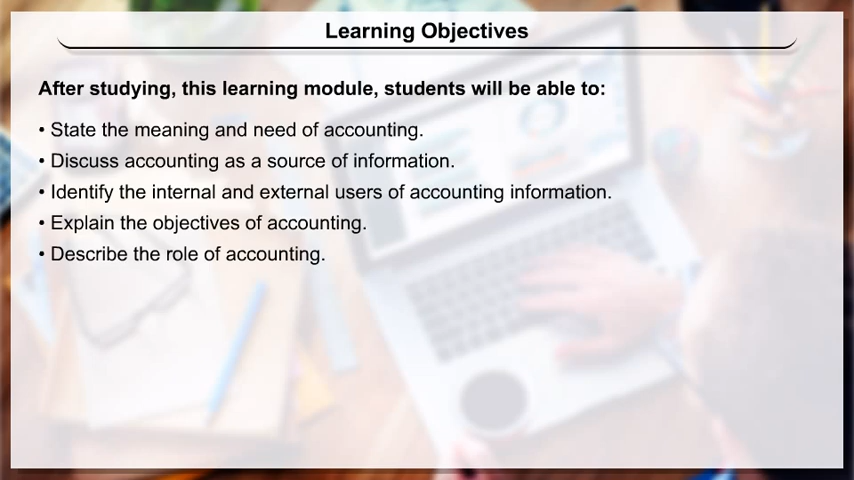 Learning Objectives
After studying, this learning module, students will be able to:
• State the meaning and need of accounting.
• Discuss accounting as a source of information.
• Identify the internal and external users of accounting information.
• Explain the objectives of accounting.
• Describe the role of accounting.